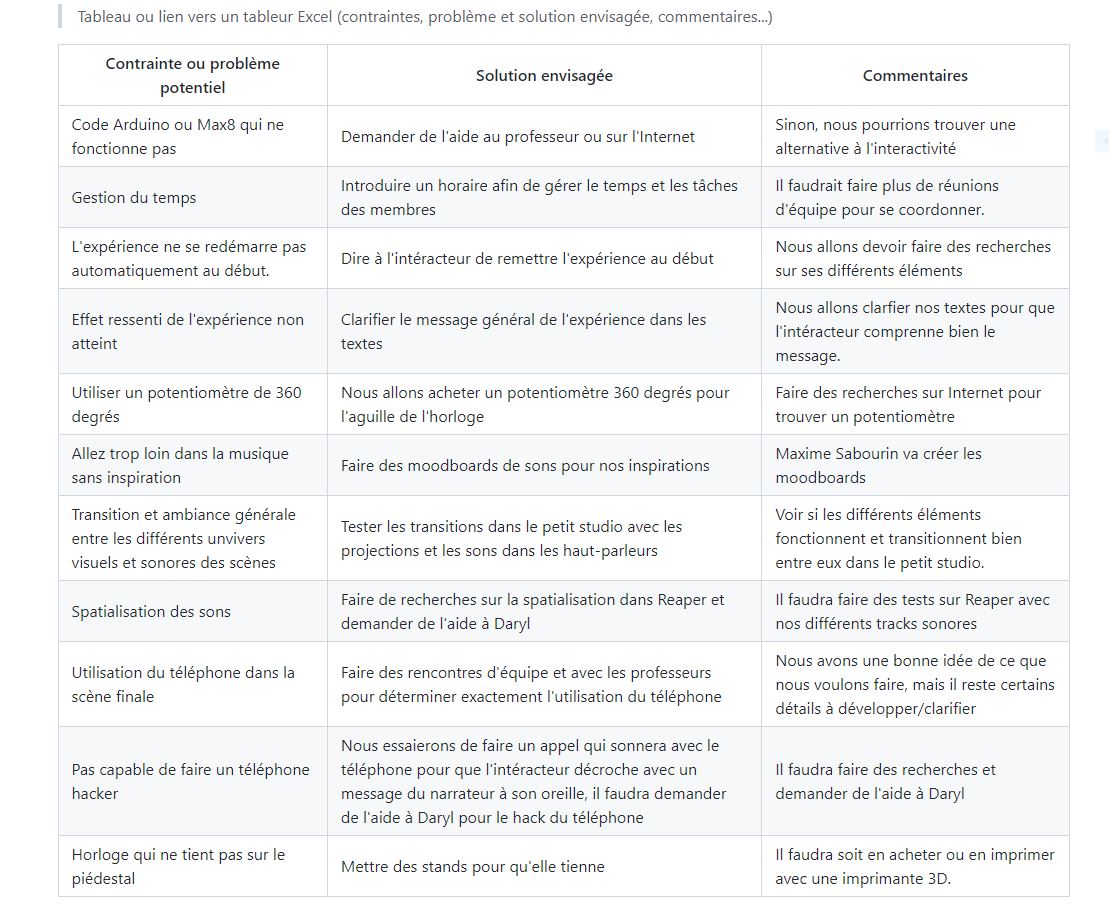 Tableau ou lien vers un tableur Excel (contraintes, problème et solution envisagée, commentaires...)
Contrainte ou problème
potentiel
Solution envisagée
Commentaires
Code Arduino ou Max8 qui ne
fonctionne pas
Demander de l'aide au professeur ou sur l'Internet
Sinon, nous pourrions trouver une
alternative à l'interactivité
Gestion du temps
Introduire un horaire afin de gérer le temps et les tâches
des membres
Il faudrait faire plus de réunions
d'équipe pour se coordonner.
L'expérience ne se redémarre pas
automatiquement au début.
Dire à l'intéracteur de remettre l'expérience au début
Nous allons devoir faire des recherches
sur ses différents éléments
Effet ressenti de l'expérience non
atteint
Clarifier le message général de l'expérience dans les
textes
Nous allons clarfier nos textes pour que
l'intéracteur comprenne bien le
message.
Utiliser un potentiomètre de 360
degrés
Nous allons acheter un potentiomètre 360 degrés pour
l'aguille de l'horloge
Faire des recherches sur Internet pour
trouver un potentiomètre
Allez trop loin dans la musique
sans inspiration
Faire des moodboards de sons pour nos inspirations
Maxime Sabourin va créer les
moodboards
Transition et ambiance générale
entre les différents unvivers
visuels et sonores des scènes
Tester les transitions dans le petit studio avec les
projections et les sons dans les haut-parleurs
Voir si les différents éléments
fonctionnent et transitionnent bien
entre eux dans le petit studio.
Spatialisation des sons
Faire de recherches sur la spatialisation dans Reaper et
demander de l'aide à Daryl
Il faudra faire des tests sur Reaper avec
nos différents tracks sonores
Utilisation du téléphone dans la
scène finale
Faire des rencontres d'équipe et avec les professeurs
pour déterminer exactement l'utilisation du téléphone
Nous avons une bonne idée de ce que
nous voulons faire, mais il reste certains
détails à développer/clarifier
Pas capable de faire un téléphone
hacker
Nous essaierons de faire un appel qui sonnera avec le
téléphone pour que l'intéracteur décroche avec un
message du narrateur à son oreille, il faudra demander
de l'aide à Daryl pour le hack du téléphone
Il faudra faire des recherches et
demander de l'aide à Daryl
Horloge qui ne tient pas sur le
piédestal
Mettre des stands pour qu'elle tienne
Il faudra soit en acheter ou en imprimer
avec une imprimante 3D.